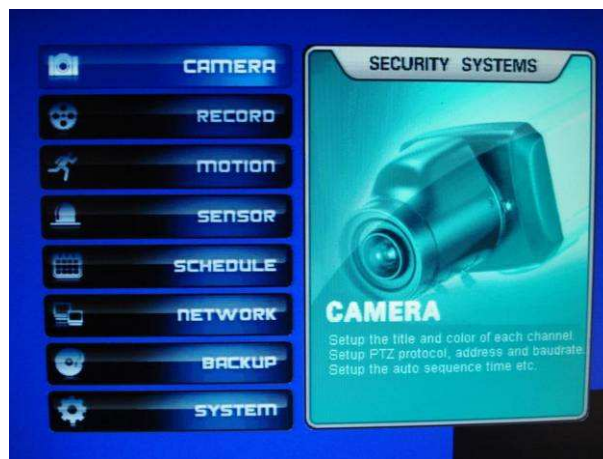 CAMERA
RECORD
MOTION
SENSOR
SCHEDULE
NETWORK
BACKUP
SYSTEM
SECURITY SYSTEMS
CAMERA
Setup the title and color of each channel.
Setup PTZ protocol, address and baudrate.
Setup the auto sequence time etc.